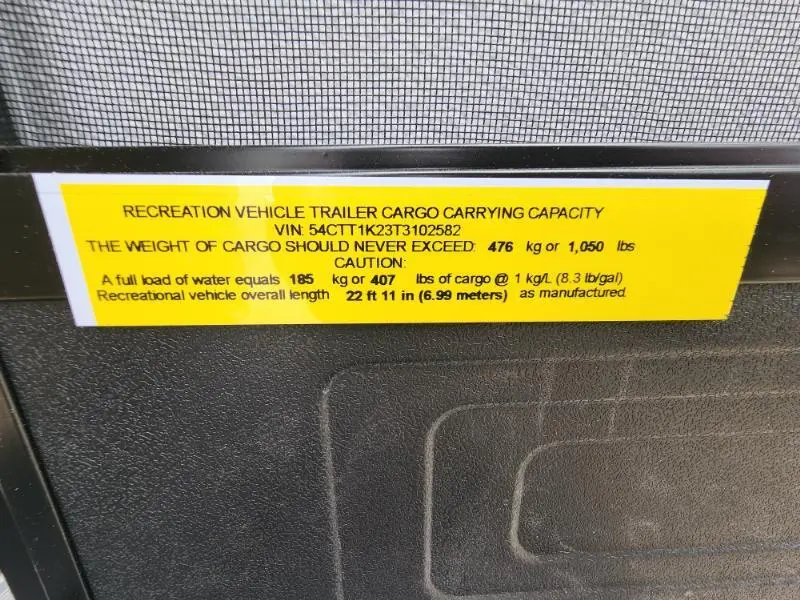 RECREATION VEHICLE TRAILER CARGO CARRYING CAPACITY
VIN: 54CTT1K23T3102582
THE WEIGHT OF CARGO SHOULD NEVER EXCEED: 476 kg or 1,050 lbs
CAUTION:
A full load of water equals 185 kg or 407 lbs of cargo @ 1 kg/L (8.3 lb/gal)
Recreational vehicle overall length 22 ft 11 in (6.99 meters) as manufactured.